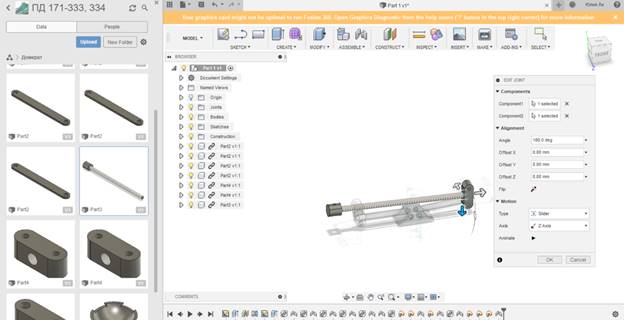 ПД 171-333, 334
Data
People
Upload
New Folder
Домкрат
Part2
Part2
Part2
Part3
Part4
Part4
Part 1 v1*
Your graphics card might not be optimal to run Fusion 360. Open Graphics Diagnostic from the help menu ('?' button in the top right corner) for more information.
MODEL
SKETCH
CREATE
MODIFY
ASSEMBLE
CONSTRUCT
INSPECT
INSERT
MAKE
ADD-INS
SELECT
BROWSER
Part 1 v1
Document Settings
Named Views
Origin
Joints
Bodies
Sketches
Construction
Part2 v1:1
Part2 v1:1
Part2 v1:1
Part2 v1:1
Part4 v1:1
Part4 v1:1
Part3 v1:1
EDIT JOINT
Components
Component1
1 selected
Component2
1 selected
Alignment
Angle
180.0 deg
Offset X
0.00 mm
Offset Y
0.00 mm
Offset Z
0.00 mm
Flip
Motion
Type
Slider
Axis
Z Axis
Animate
OK
Cancel
COMMENTS